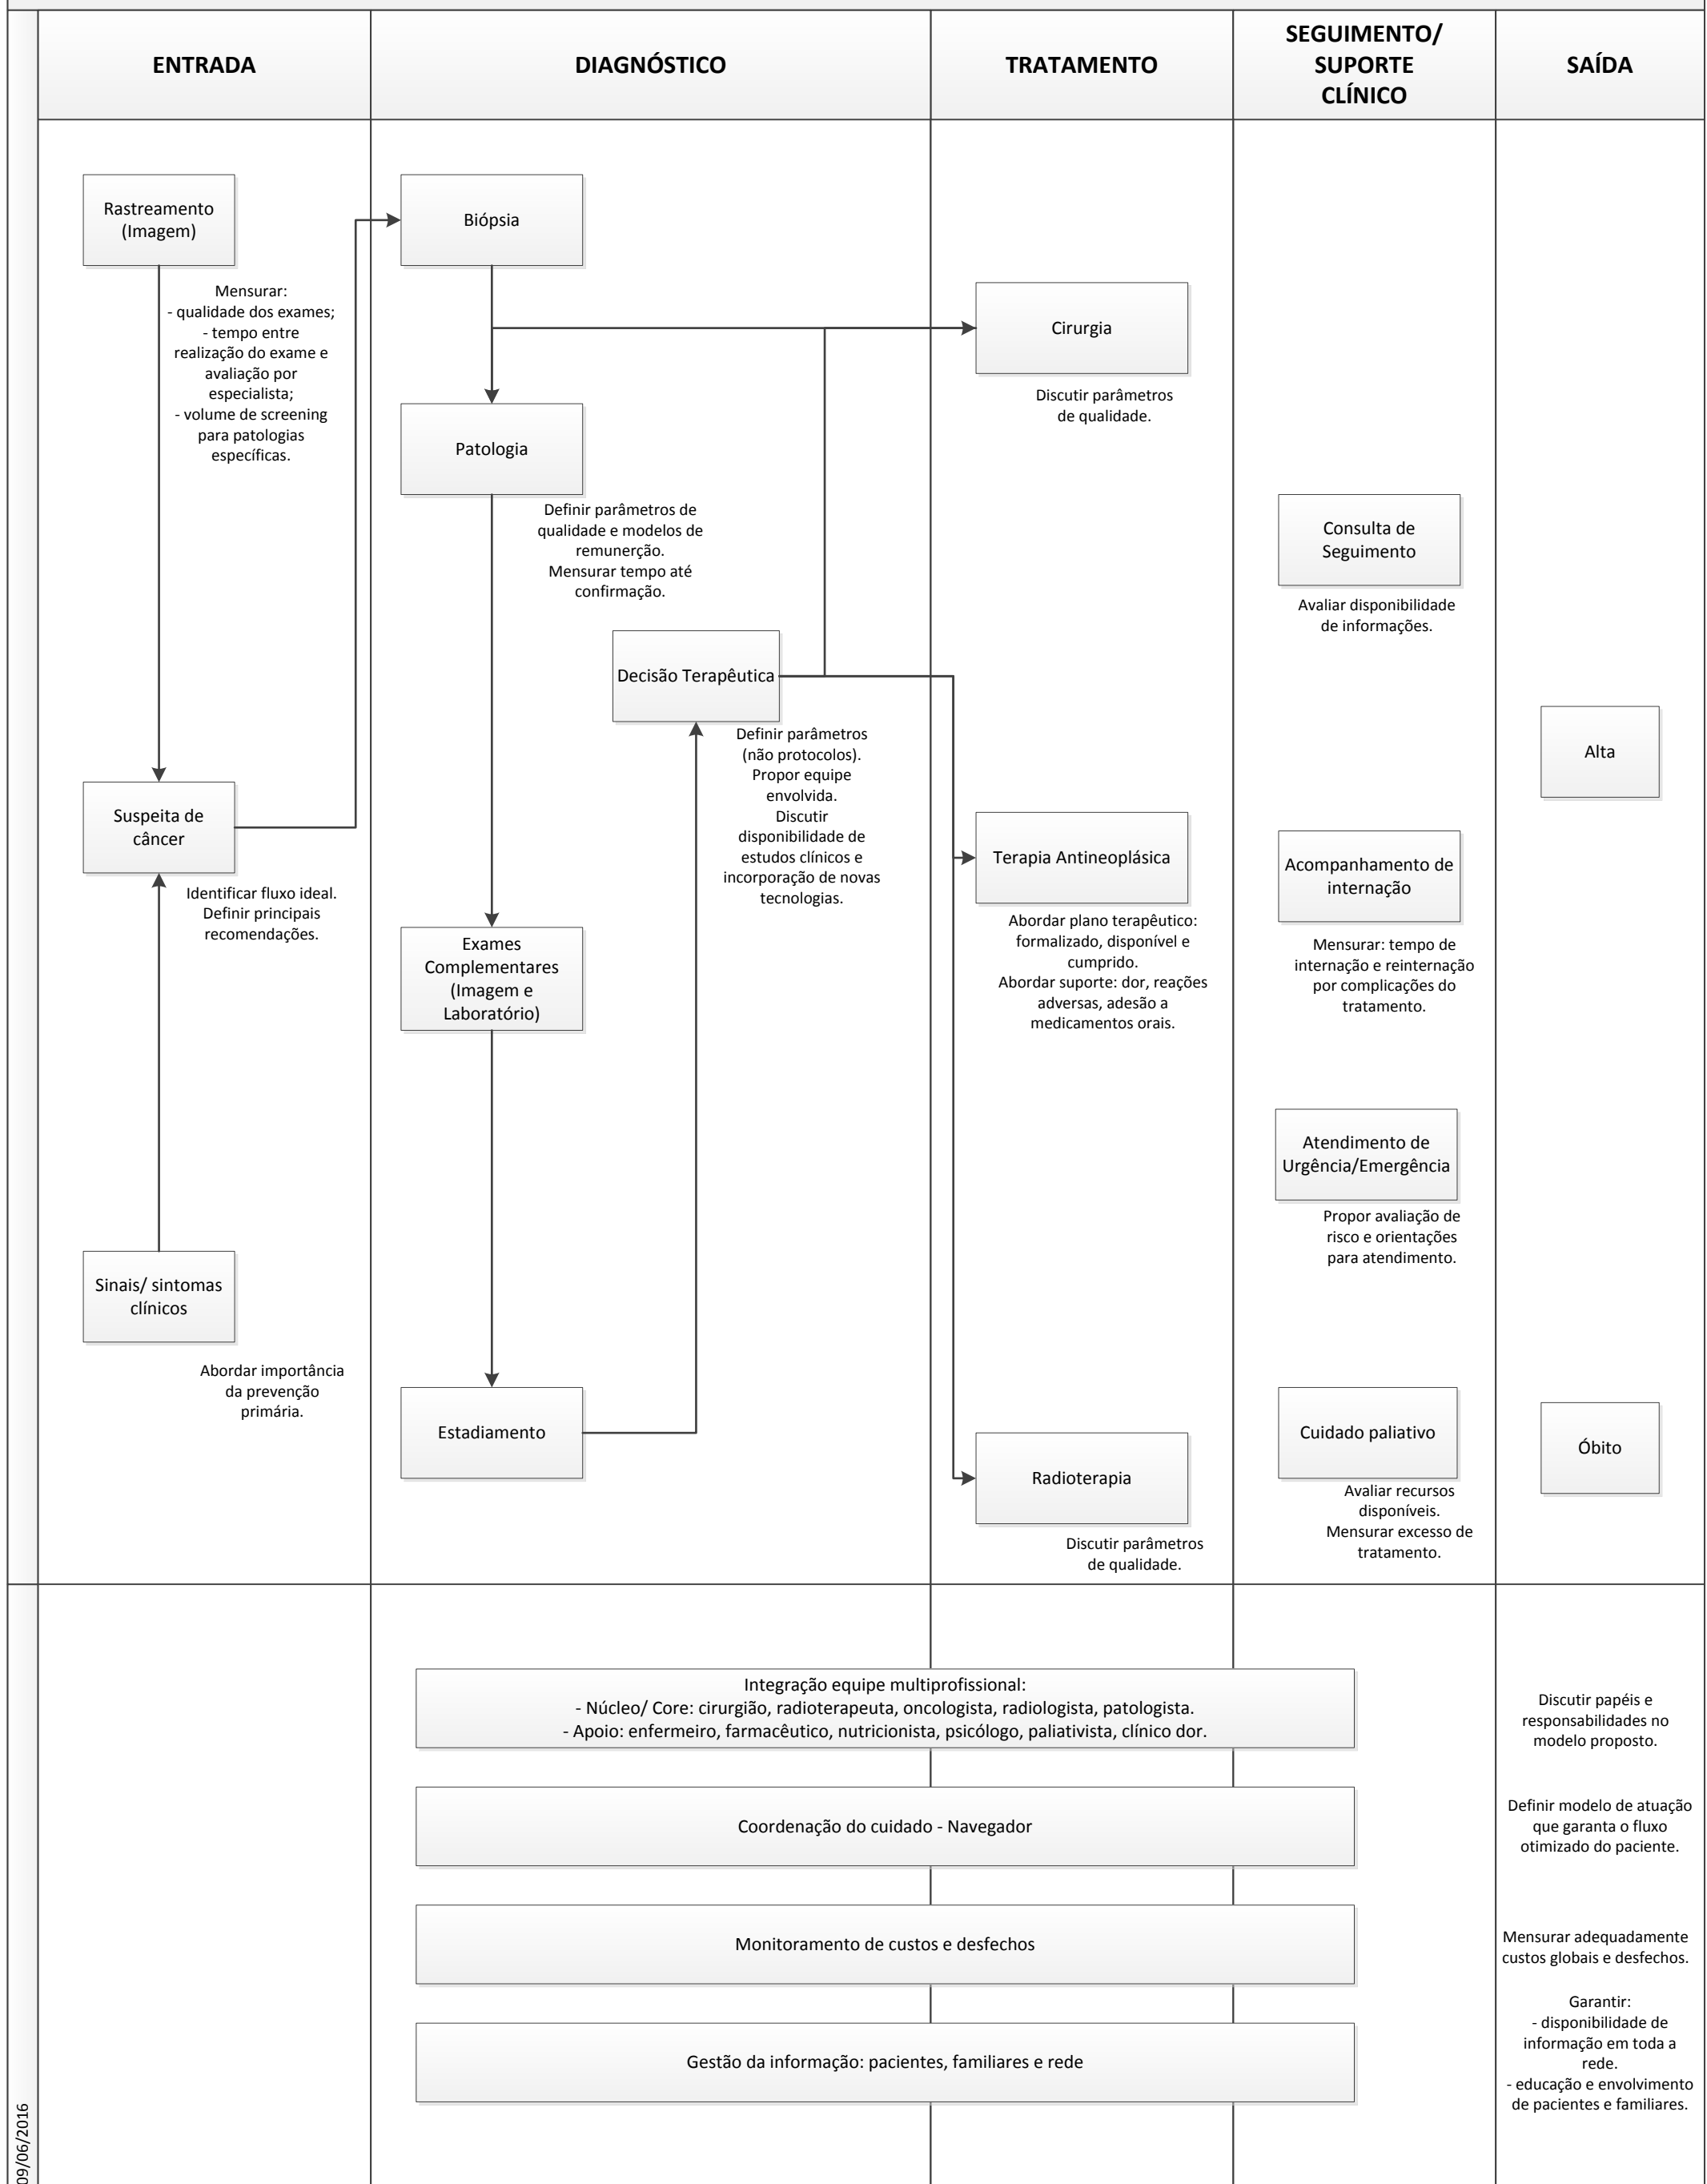 ENTRADA
DIAGNÓSTICO
TRATAMENTO
SEGUIMENTO/
SUPORTE
CLÍNICO
SAÍDA
Rastreamento
(Imagem)
Mensurar:
- qualidade dos exames;
- tempo entre
realização do exame e
avaliação por
especialista;
- volume de screening
para patologias
específicas.
Suspeita de
câncer
Identificar fluxo ideal.
Definir principais
recomendações.
Sinais/ sintomas
clínicos
Abordar importância
da prevenção
primária.
Biópsia
Patologia
Definir parâmetros de
qualidade e modelos de
remunerção.
Mensurar tempo até
confirmação.
Decisão Terapêutica
Definir parâmetros
(não protocolos).
Propor equipe
envolvida.
Discutir
disponibilidade de
estudos clínicos e
incorporação de novas
tecnologias.
Exames
Complementares
(Imagem e
Laboratório)
Estadiamento
Cirurgia
Discutir parâmetros
de qualidade.
Terapia Antineoplásica
Abordar plano terapêutico:
formalizado, disponível e
cumprido.
Abordar suporte: dor, reações
adversas, adesão a
medicamentos orais.
Radioterapia
Discutir parâmetros
de qualidade.
Consulta de
Seguimento
Avaliar disponibilidade
de informações.
Acompanhamento de
internação
Mensurar: tempo de
internação e reinternação
por complicações do
tratamento.
Atendimento de
Urgência/Emergência
Propor avaliação de
risco e orientações
para atendimento.
Cuidado paliativo
Avaliar recursos
disponíveis.
Mensurar excesso de
tratamento.
Alta
Óbito
Integração equipe multiprofissional:
- Núcleo/ Core: cirurgião, radioterapeuta, oncologista, radiologista, patologista.
- Apoio: enfermeiro, farmacêutico, nutricionista, psicólogo, paliativista, clínico dor.
Discutir papéis e
responsabilidades no
modelo proposto.
Coordenação do cuidado - Navegador
Definir modelo de atuação
que garanta o fluxo
otimizado do paciente.
Monitoramento de custos e desfechos
Mensurar adequadamente
custos globais e desfechos.
Gestão da informação: pacientes, familiares e rede
Garantir:
- disponibilidade de
informação em toda a
rede.
- educação e envolvimento
de pacientes e familiares.
09/06/2016